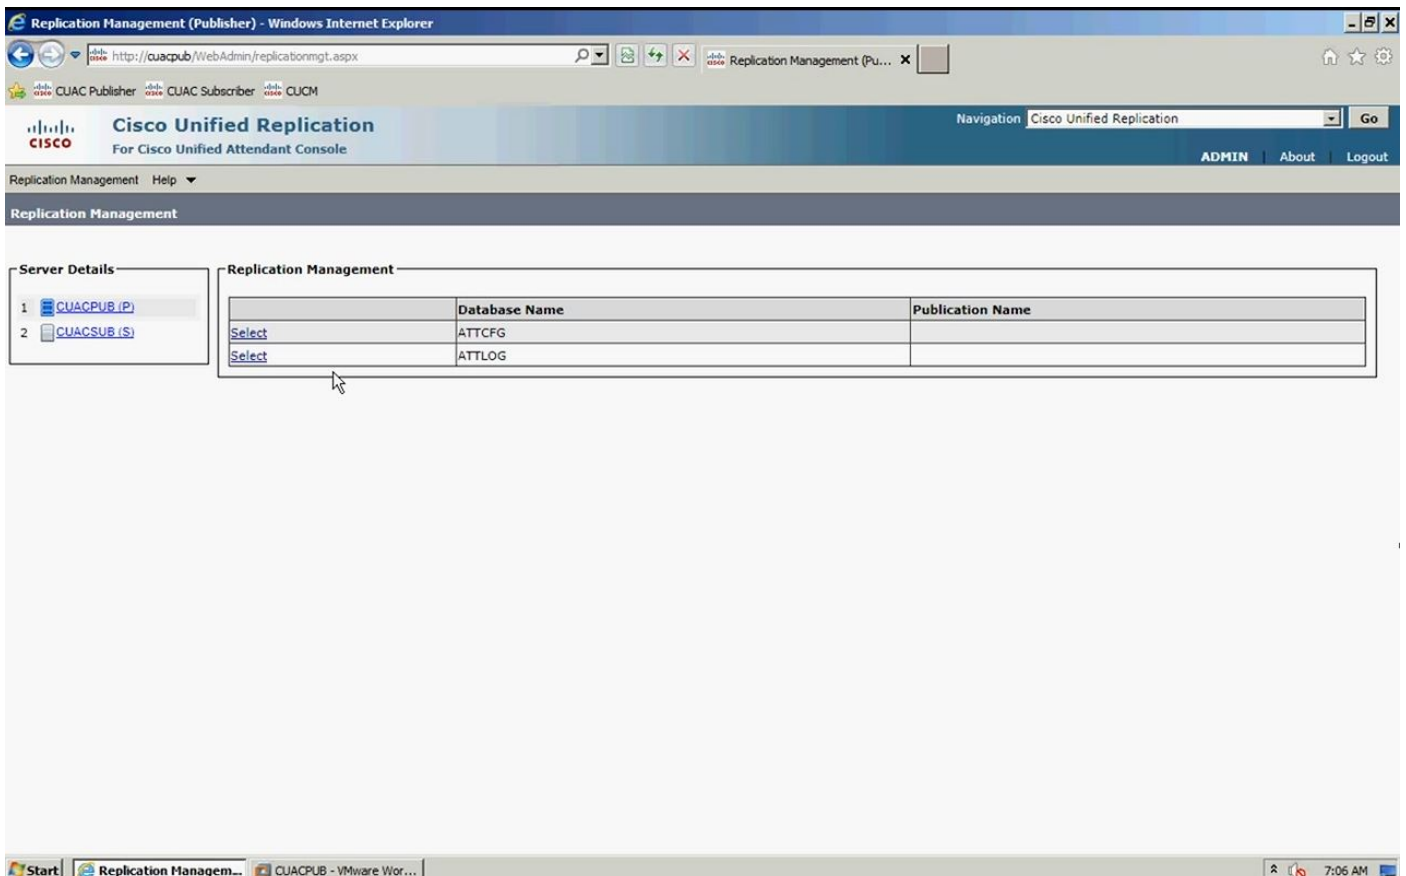 Replication Management (Publisher) - Windows Internet Explorer
http://cuacpub/WebAdmin/replicationmgt.aspx
Replication Management (Pu...
CUAC Publisher CUAC Subscriber CUCM
CISCO
Cisco Unified Replication
For Cisco Unified Attendant Console
Navigation Cisco Unified Replication Go
ADMIN | About | Logout
Replication Management Help
Replication Management
Server Details
1 CUACPUB (P)
2 CUACSUB (S)
Replication Management
Database Name Publication Name
Select ATTCFG
Select ATTLOG
Start Replication Managem... CUACPUB - VMware Wor... 7:06 AM